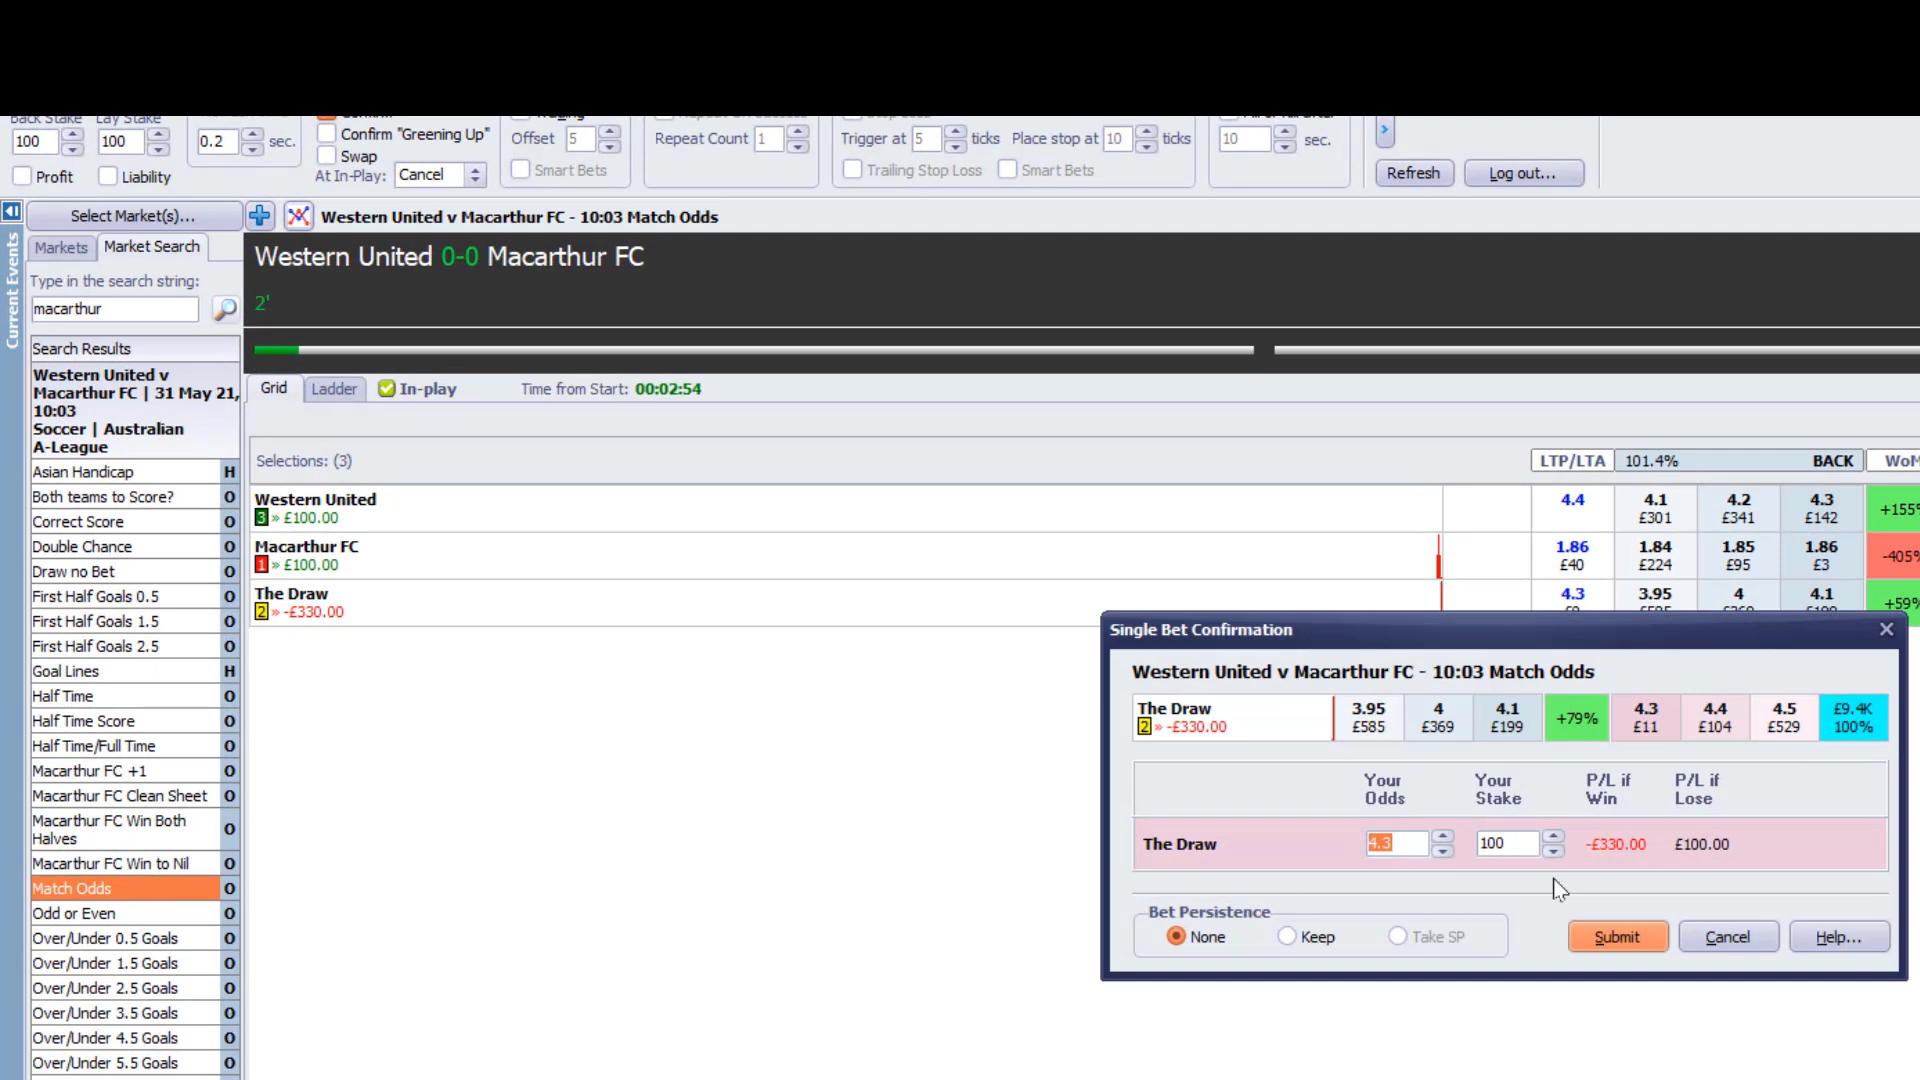 Back Stake
Lay Stake
100
100
0.2
sec.
Confirm "Greening Up"
Swap
At In-Play:
Cancel
Profit
Liability
Offset
5
Smart Bets
Repeat Count
1
Trigger at
5
ticks
Place stop at
10
ticks
Trailing Stop Loss
Smart Bets
10
sec.
Refresh
Log out...
Current Events
Select Market(s)...
Western United v Macarthur FC - 10:03 Match Odds
Markets
Market Search
Type in the search string:
macarthur
Search Results
Western United v
Macarthur FC | 31 May 21,
10:03
Soccer | Australian
A-League
Asian Handicap H
Both teams to Score? O
Correct Score O
Double Chance O
Draw no Bet O
First Half Goals 0.5 O
First Half Goals 1.5 O
First Half Goals 2.5 O
Goal Lines H
Half Time O
Half Time Score O
Half Time/Full Time O
Macarthur FC +1 O
Macarthur FC Clean Sheet O
Macarthur FC Win Both
Halves O
Macarthur FC Win to Nil O
Match Odds O
Odd or Even O
Over/Under 0.5 Goals O
Over/Under 1.5 Goals O
Over/Under 2.5 Goals O
Over/Under 3.5 Goals O
Over/Under 4.5 Goals O
Over/Under 5.5 Goals O
Western United 0-0 Macarthur FC
2'
Grid
Ladder
In-play
Time from Start: 00:02:54
Selections: (3)
LTP/LTA
101.4%
BACK
Western United
4.4 4.1 4.2 4.3
3 » £100.00
£301 £341 £142
+155%
Macarthur FC
1.86 1.84 1.85 1.86
1 » £100.00
£40 £224 £95 £3
-405%
The Draw
4.3 3.95 4 4.1
2 » -£330.00
+59%
Single Bet Confirmation
Western United v Macarthur FC - 10:03 Match Odds
The Draw
3.95 4 4.1 4.3 4.4 4.5 £9.4K
2 » -£330.00
£585 £369 £199 +79% £11 £104 £529 100%
Your
Odds
Your
Stake
P/L if
Win
P/L if
Lose
The Draw
4.3
100
-£330.00
£100.00
Bet Persistence
None
Keep
Take SP
Submit
Cancel
Help...